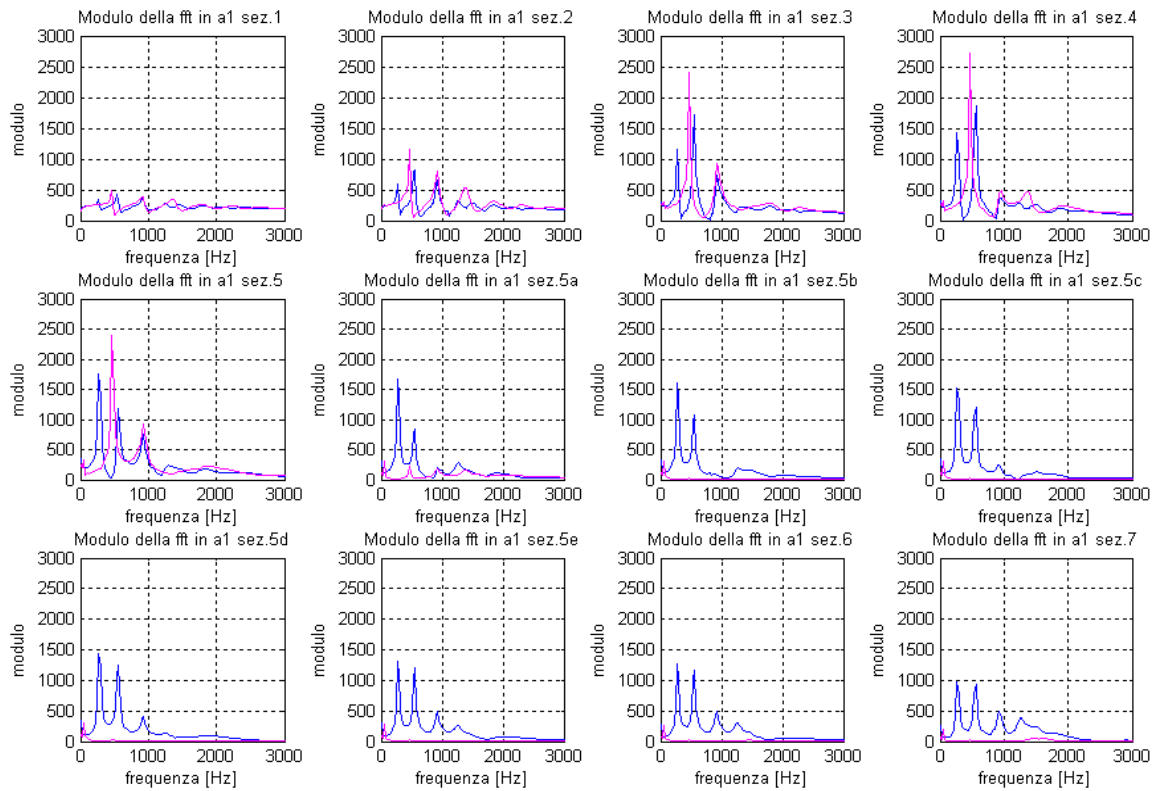 Modulo della fft in a1 sez.1
Modulo della fft in a1 sez.2
Modulo della fft in a1 sez.3
Modulo della fft in a1 sez.4
3000 2500 2000 1500 1000 500 0
modulo
0 1000 2000 3000
frequenza [Hz]
3000 2500 2000 1500 1000 500 0
modulo
0 1000 2000 3000
frequenza [Hz]
3000 2500 2000 1500 1000 500 0
modulo
0 1000 2000 3000
frequenza [Hz]
3000 2500 2000 1500 1000 500 0
modulo
0 1000 2000 3000
frequenza [Hz]
Modulo della fft in a1 sez.5
Modulo della fft in a1 sez.5a
Modulo della fft in a1 sez.5b
Modulo della fft in a1 sez.5c
3000 2500 2000 1500 1000 500 0
modulo
0 1000 2000 3000
frequenza [Hz]
3000 2500 2000 1500 1000 500 0
modulo
0 1000 2000 3000
frequenza [Hz]
3000 2500 2000 1500 1000 500 0
modulo
0 1000 2000 3000
frequenza [Hz]
3000 2500 2000 1500 1000 500 0
modulo
0 1000 2000 3000
frequenza [Hz]
Modulo della fft in a1 sez.5d
Modulo della fft in a1 sez.5e
Modulo della fft in a1 sez.6
Modulo della fft in a1 sez.7
3000 2500 2000 1500 1000 500 0
modulo
0 1000 2000 3000
frequenza [Hz]
3000 2500 2000 1500 1000 500 0
modulo
0 1000 2000 3000
frequenza [Hz]
3000 2500 2000 1500 1000 500 0
modulo
0 1000 2000 3000
frequenza [Hz]
3000 2500 2000 1500 1000 500 0
modulo
0 1000 2000 3000
frequenza [Hz]